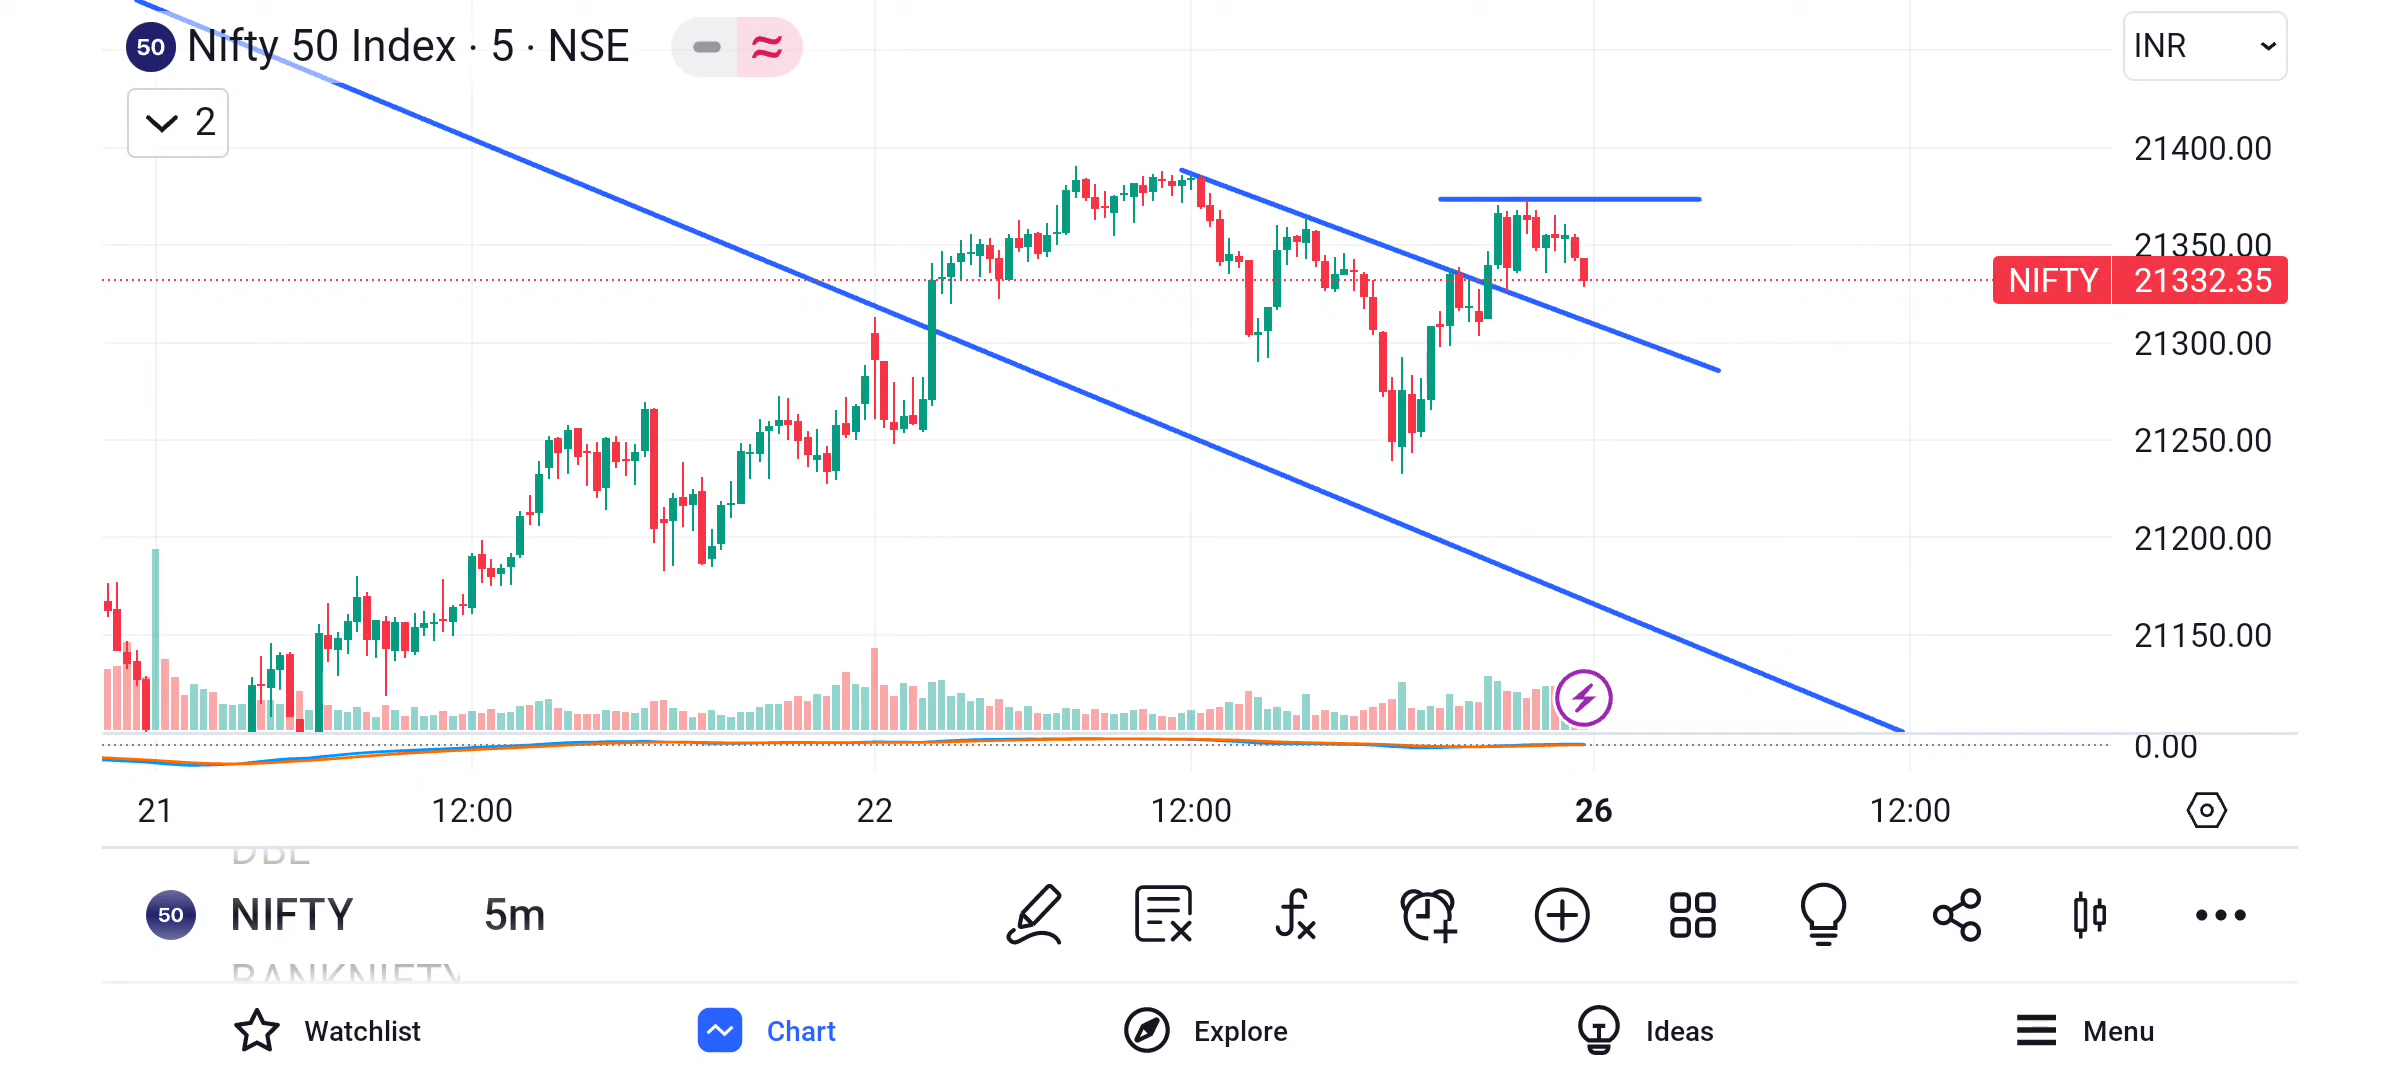 50 Nifty 50 Index · 5 · NSE
INR
2
21400.00
21350.00
NIFTY 21332.35
21300.00
21250.00
21200.00
21150.00
0.00
21 12:00 22 12:00 26 12:00
50 NIFTY 5m
BANKNIFTY
Watchlist Chart Explore Ideas Menu